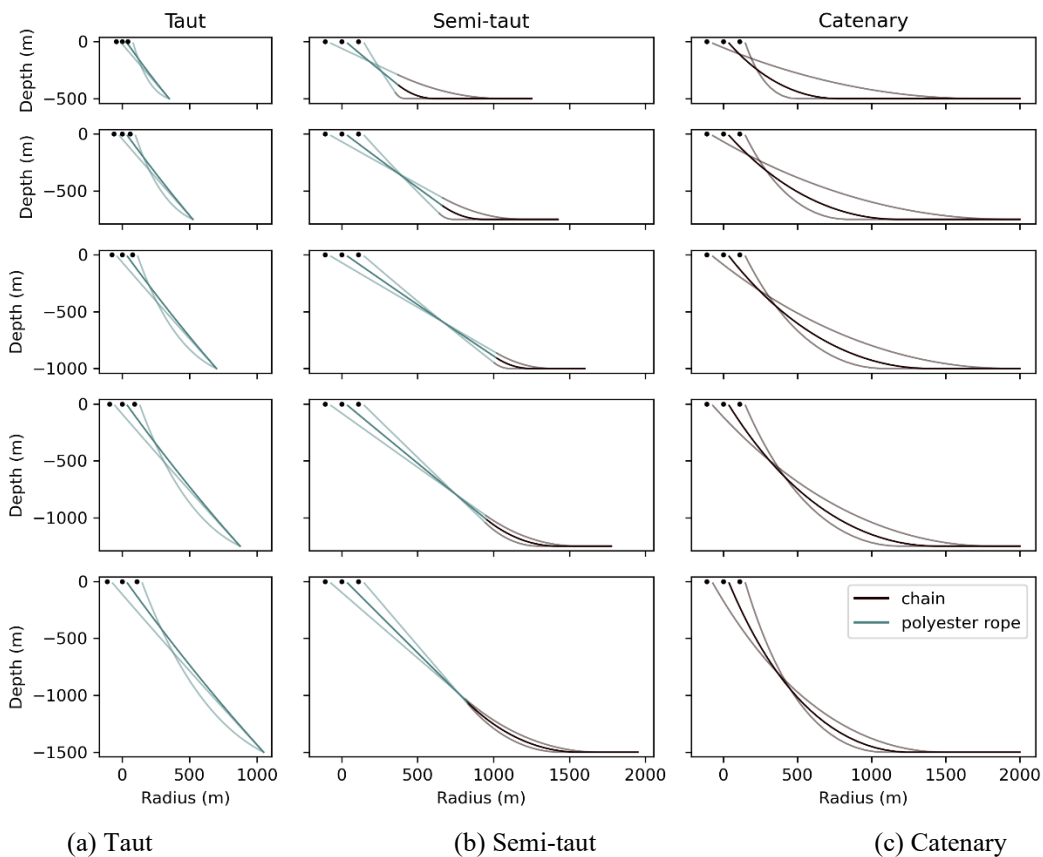 Taut Semi-taut Catenary
Depth (m)
0
−500
Depth (m)
0
−500
Depth (m)
0
−500
−1000
Depth (m)
0
−500
−1000
Depth (m)
0
−500
−1000
−1500
chain
polyester rope
0 500 1000 0 500 1000 1500 2000 0 500 1000 1500 2000
Radius (m) Radius (m) Radius (m)
(a) Taut (b) Semi-taut (c) Catenary